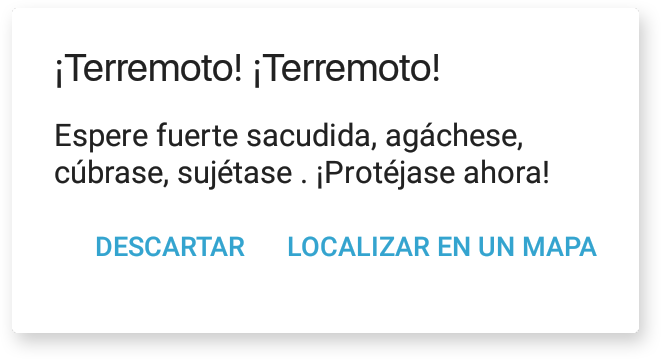 ¡Terremoto! ¡Terremoto!
Espere fuerte sacudida, agáchese,
cúbrase, sujétase . ¡Protéjase ahora!
DESCARTAR LOCALIZAR EN UN MAPA